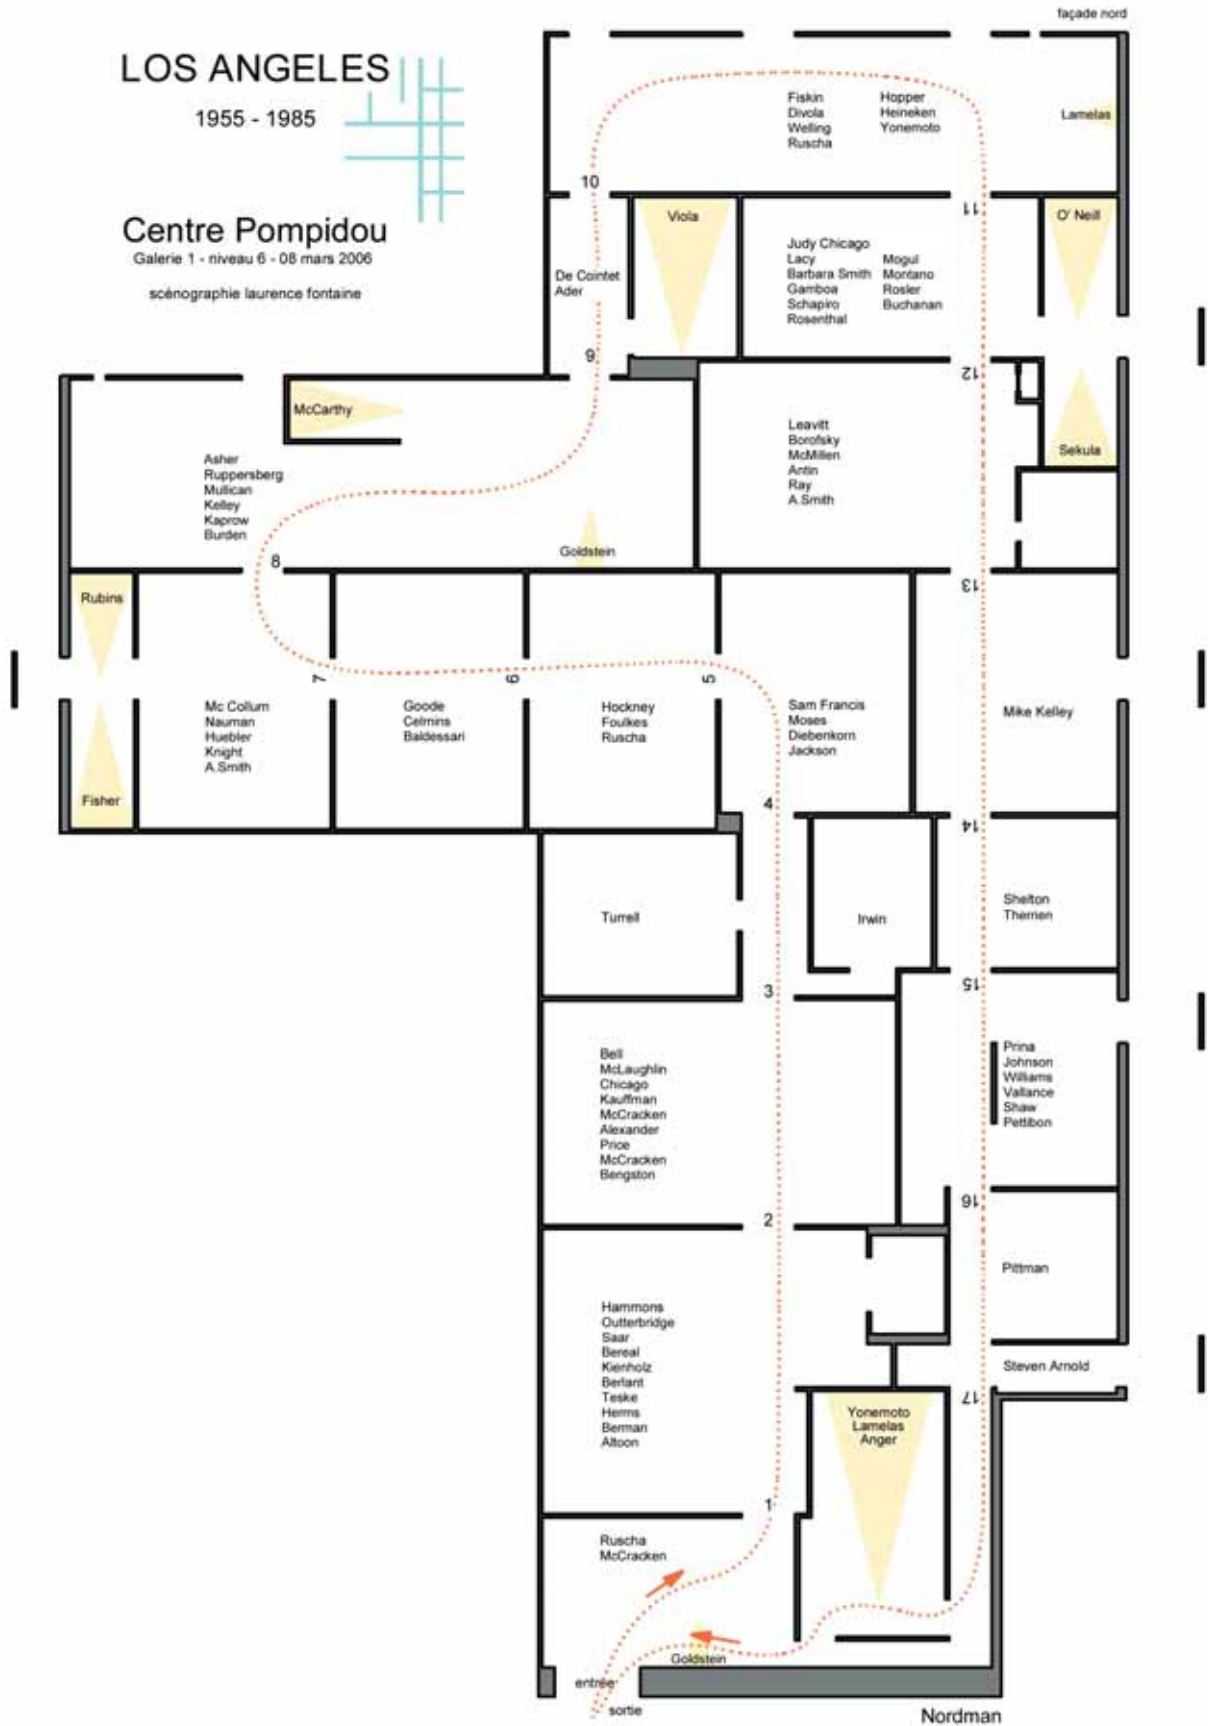 façade nord
LOS ANGELES
1955 - 1985
Centre Pompidou
Galerie 1 - niveau 6 - 08 mars 2006
scénographie laurence fontaine
Fiskin
Divola
Welling
Ruscha
Hopper
Heineken
Yonemoto
Lamelas
10
11
Viola
O' Neill
De Cointet
Ader
Judy Chicago
Lacy
Barbara Smith
Gamboa
Schapiro
Rosenthal
Mogul
Montano
Rosler
Buchanan
9
12
McCarthy
Asher
Ruppersberg
Mullican
Kelley
Kaprow
Burden
Leavitt
Borofsky
McMillen
Antin
Ray
A.Smith
Sekula
Goldstein
8
13
Rubins
7
6
5
Mc Collum
Nauman
Huebler
Knight
A.Smith
Goode
Celmins
Baldessari
Hockney
Foulkes
Ruscha
Sam Francis
Moses
Diebenkorn
Jackson
Mike Kelley
Fisher
4
14
Turrell
Irwin
Shelton
Therrien
3
15
Bell
McLaughlin
Chicago
Kauffman
McCracken
Alexander
Price
McCracken
Bengston
Prina
Johnson
Williams
Vallance
Shaw
Pettibon
2
16
Pittman
Hammons
Outterbridge
Saar
Bereal
Kienholz
Berlant
Teske
Herms
Berman
Altoon
Steven Arnold
17
Yonemoto
Lamelas
Anger
1
Ruscha
McCracken
Goldstein
entrée
sortie
Nordman